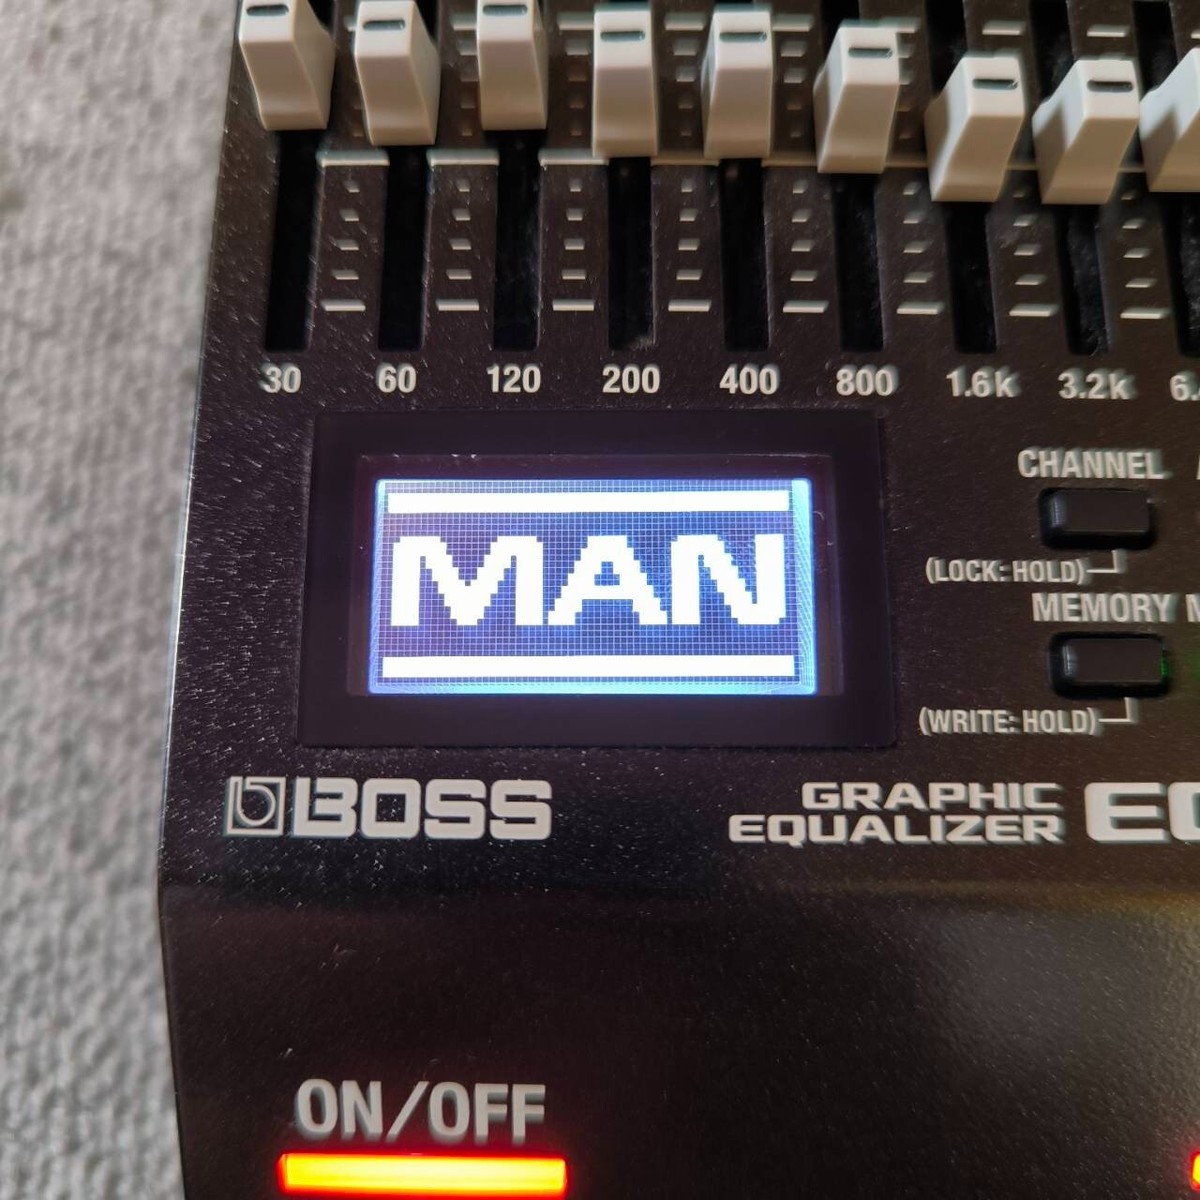 30 60 120 200 400 800 1.6k 3.2k
CHANNEL
MAN
(LOCK: HOLD)
MEMORY
(WRITE: HOLD)
BOSS
GRAPHIC
EQUALIZER
ON/OFF